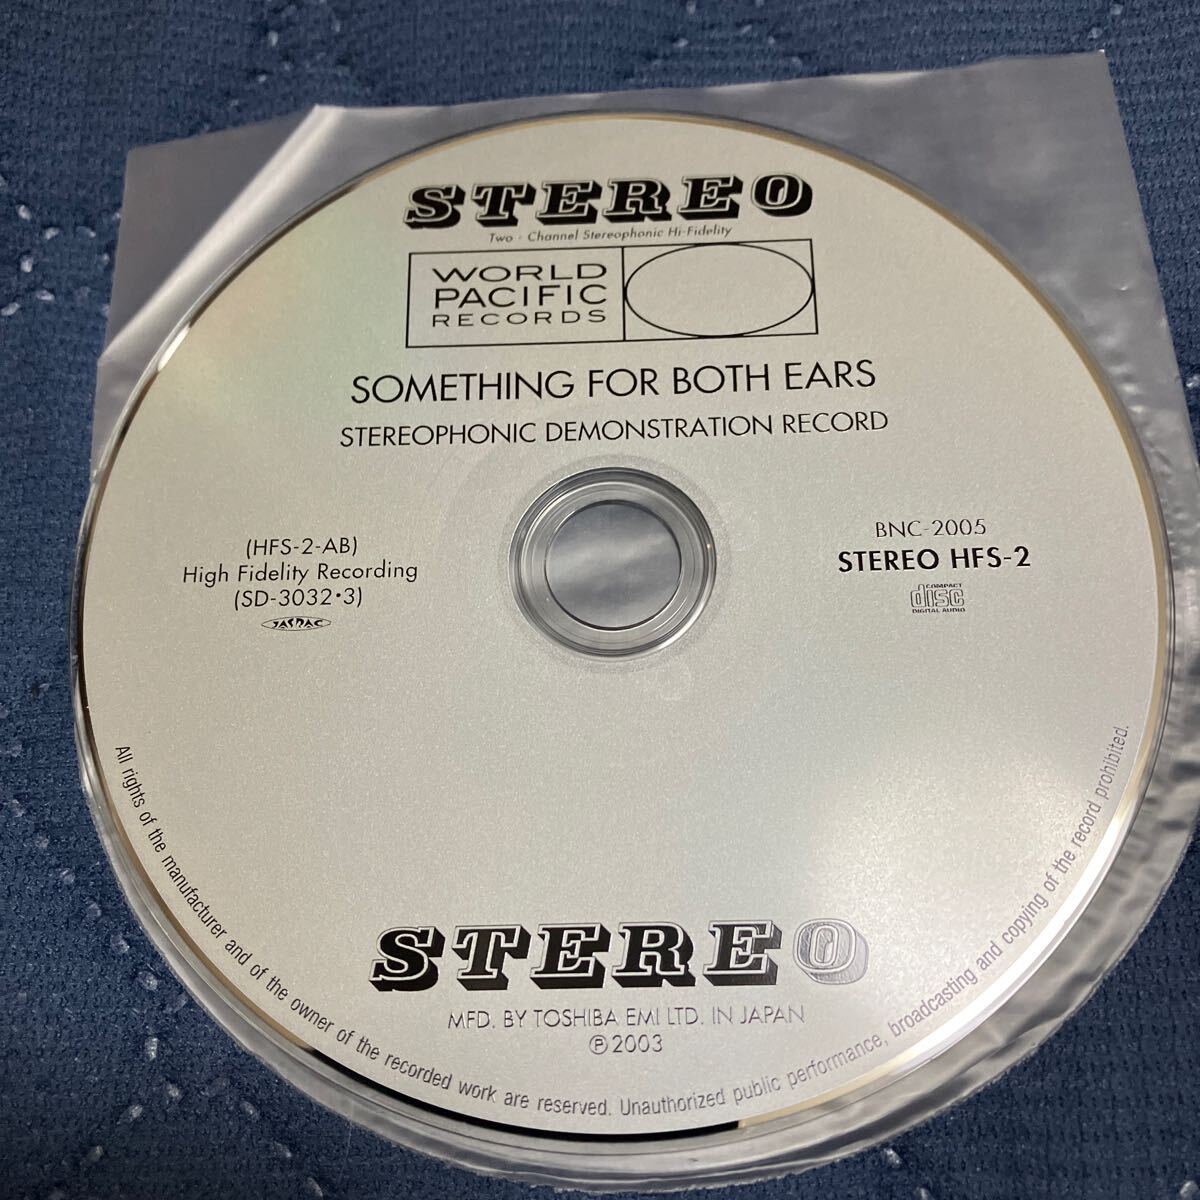 STEREO
Two - Channel Stereophonic Hi-Fidelity
WORLD
PACIFIC
RECORDS
SOMETHING FOR BOTH EARS
STEREOPHONIC DEMONSTRATION RECORD
(HFS-2-AB)
High Fidelity Recording
(SD-3032•3)
JASRAC
BNC-2005
STEREO HFS-2
COMPACT
disc
DIGITAL AUDIO
STEREO
MFD. BY TOSHIBA EMI LTD. IN JAPAN
℗2003
All rights of the manufacturer and of the owner of the recorded work are reserved. Unauthorized public performance, broadcasting and copying of the record prohibited.